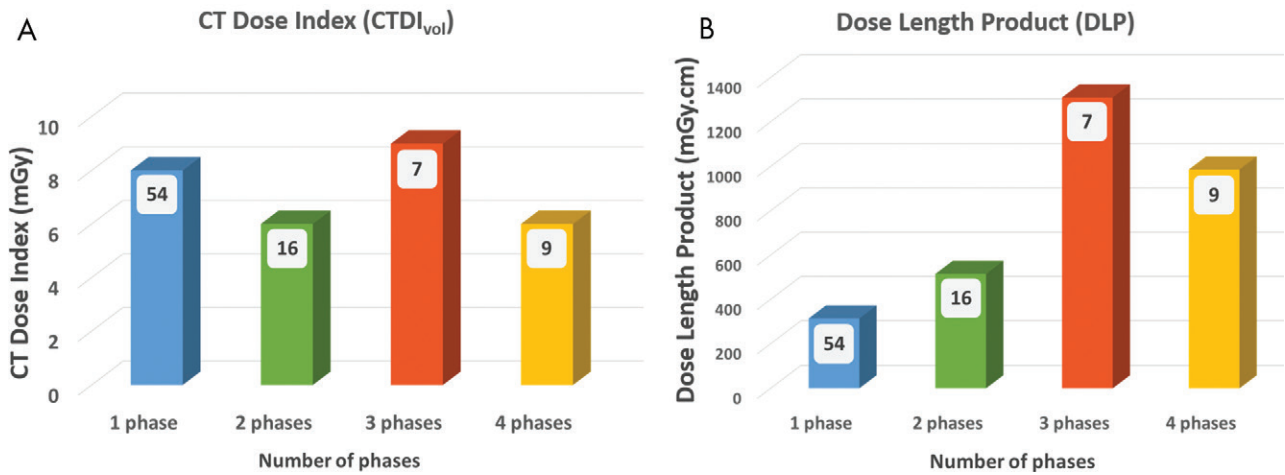 A
CT Dose Index (CTDIvol)
CT Dose Index (mGy)
10
8
6
4
2
0
54
16
7
9
1 phase 2 phases 3 phases 4 phases
Number of phases
B
Dose Length Product (DLP)
Dose Length Product (mGy.cm)
1400
1200
1000
800
600
400
200
0
54
16
7
9
1 phase 2 phases 3 phases 4 phases
Number of phases